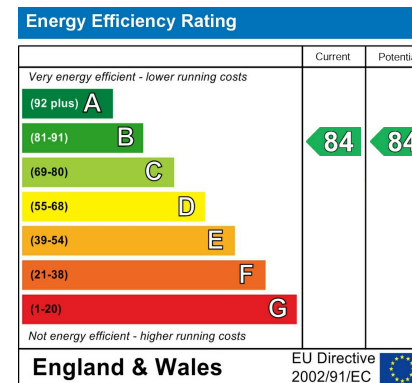 Energy Efficiency Rating
Current Potenti
Very energy efficient - lower running costs
(92 plus) A
(81-91) B 84 84
(69-80) C
(55-68) D
(39-54) E
(21-38) F
(1-20) G
Not energy efficient - higher running costs
England & Wales
EU Directive
2002/91/EC